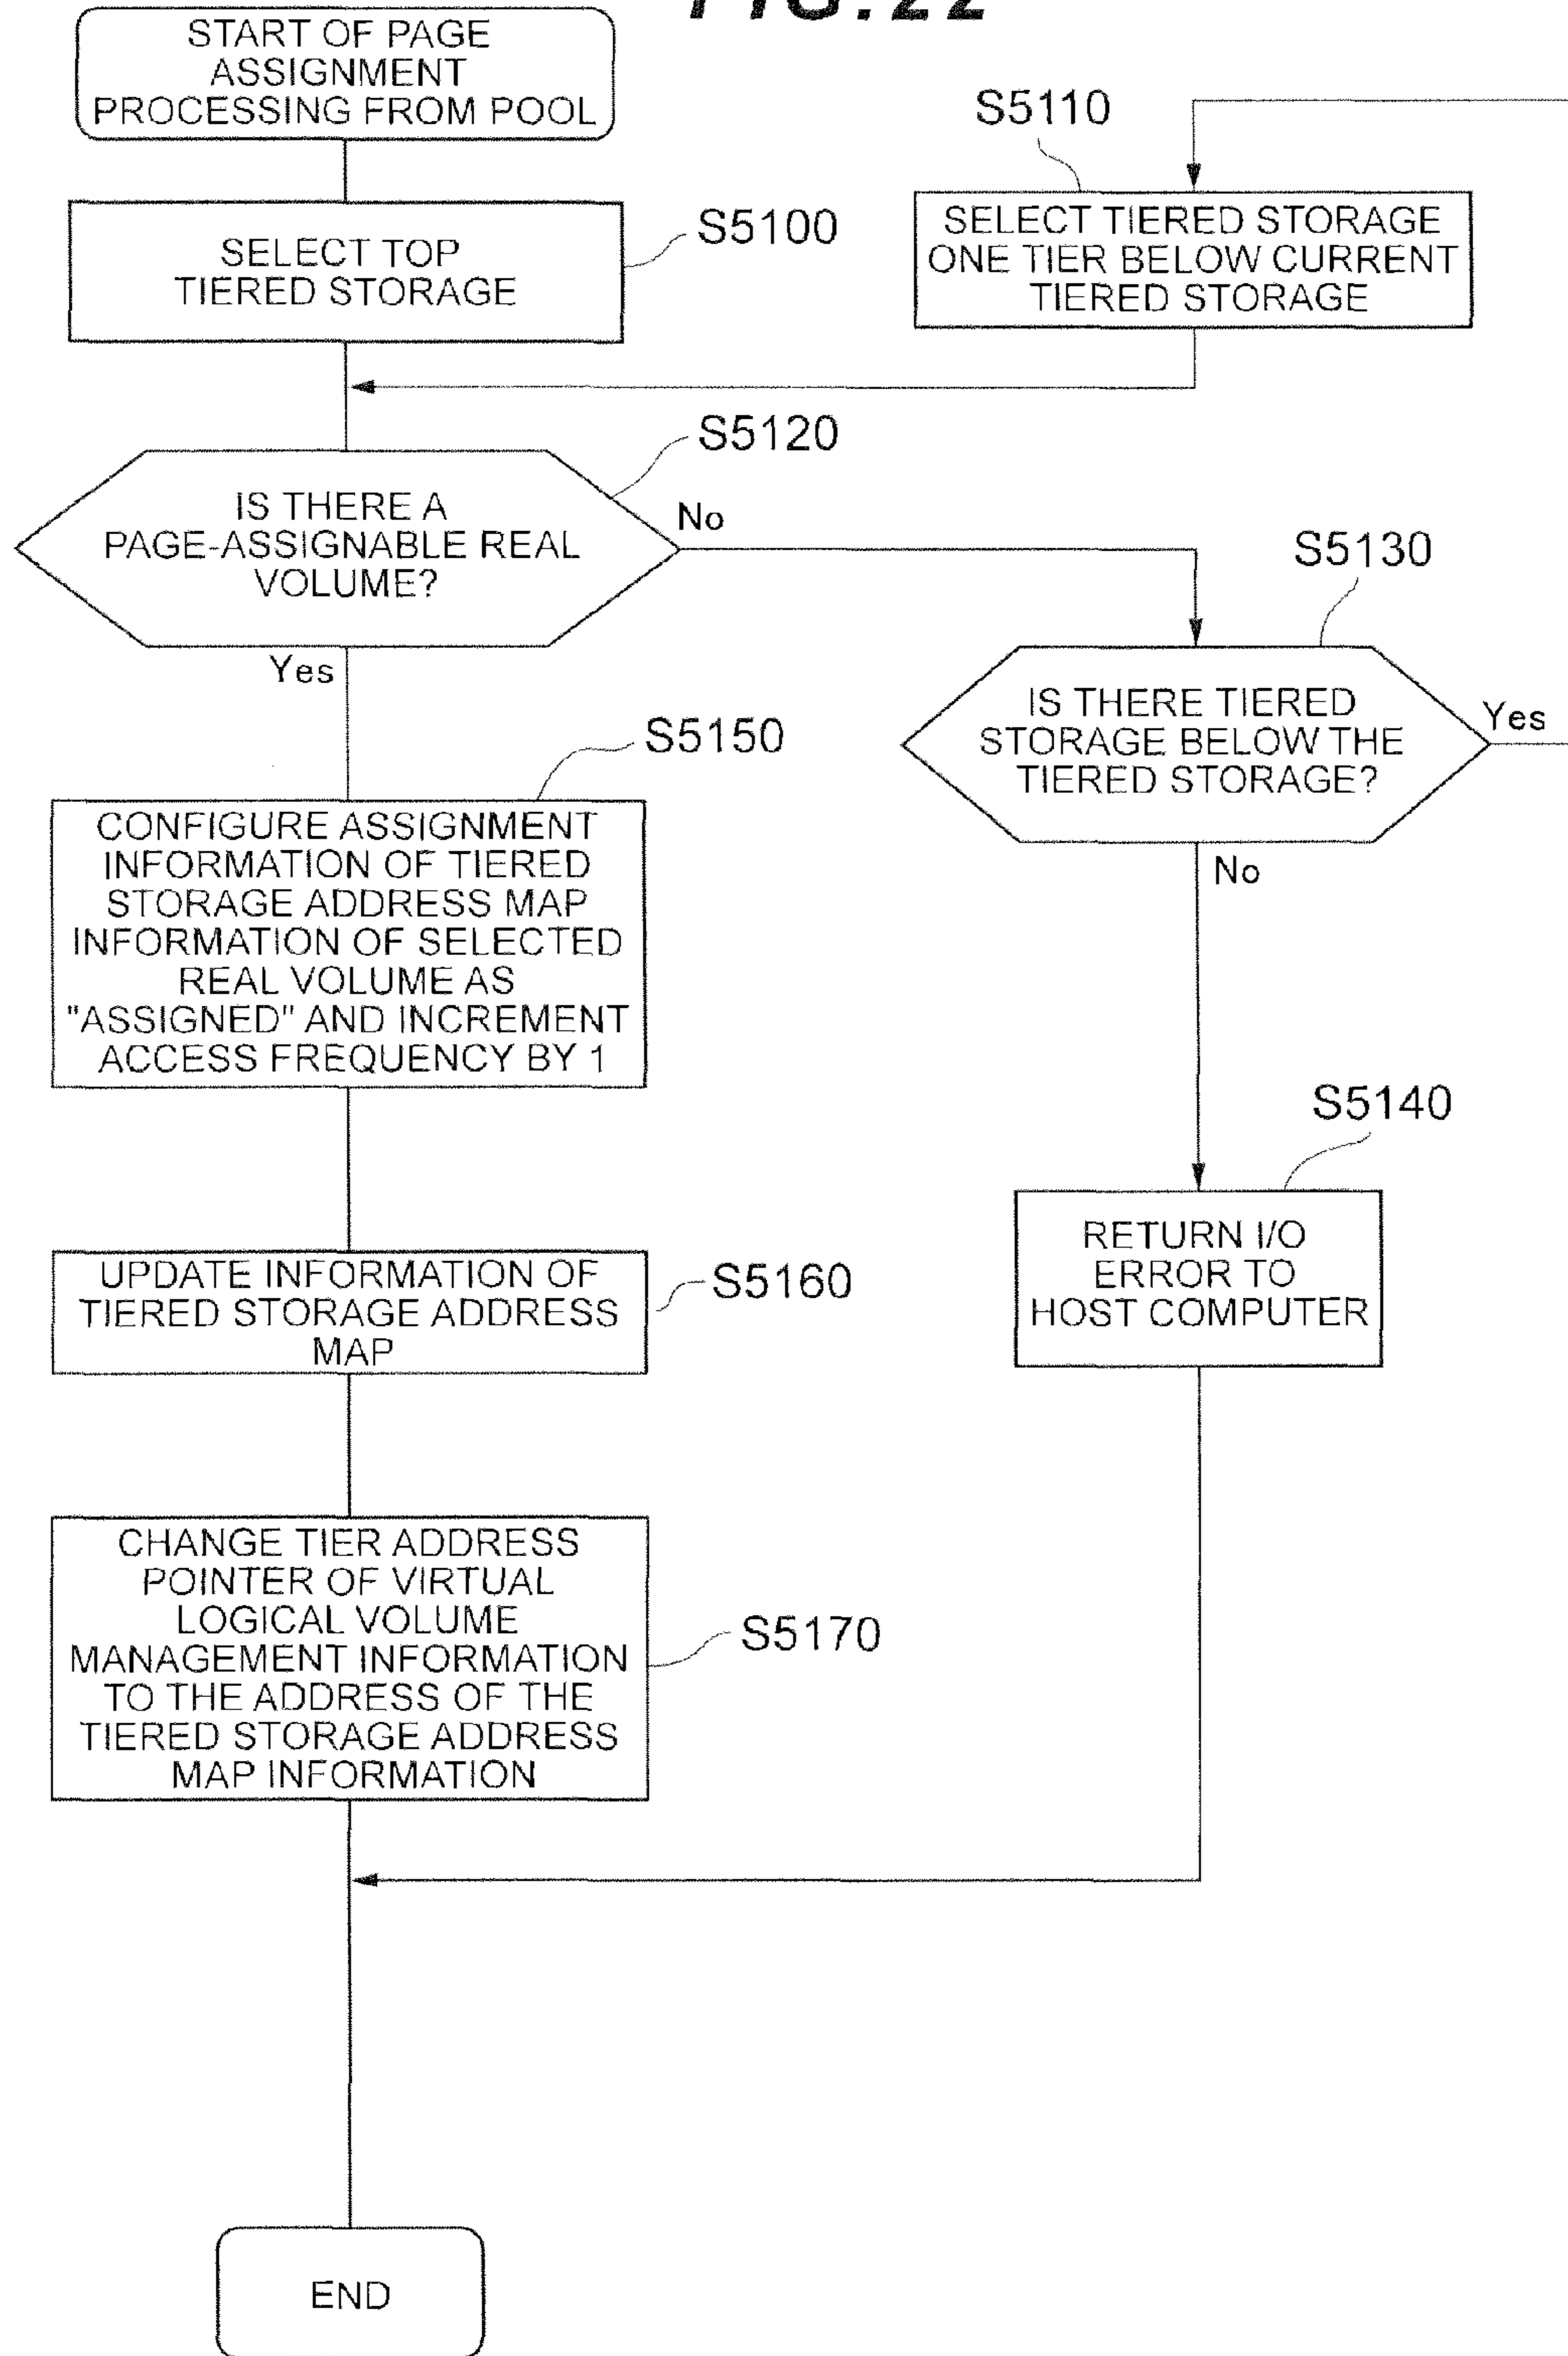 FIG.22
START OF PAGE
ASSIGNMENT
PROCESSING FROM POOL
S5110
SELECT TIERED STORAGE
ONE TIER BELOW CURRENT
TIERED STORAGE
S5100
SELECT TOP
TIERED STORAGE
S5120
IS THERE A
PAGE-ASSIGNABLE REAL
VOLUME?
No
Yes
S5130
IS THERE TIERED
STORAGE BELOW THE
TIERED STORAGE?
Yes
No
S5150
CONFIGURE ASSIGNMENT
INFORMATION OF TIERED
STORAGE ADDRESS MAP
INFORMATION OF SELECTED
REAL VOLUME AS
"ASSIGNED" AND INCREMENT
ACCESS FREQUENCY BY 1
S5140
RETURN I/O
ERROR TO
HOST COMPUTER
UPDATE INFORMATION OF
TIERED STORAGE ADDRESS
MAP
S5160
CHANGE TIER ADDRESS
POINTER OF VIRTUAL
LOGICAL VOLUME
MANAGEMENT INFORMATION
TO THE ADDRESS OF THE
TIERED STORAGE ADDRESS
MAP INFORMATION
S5170
END